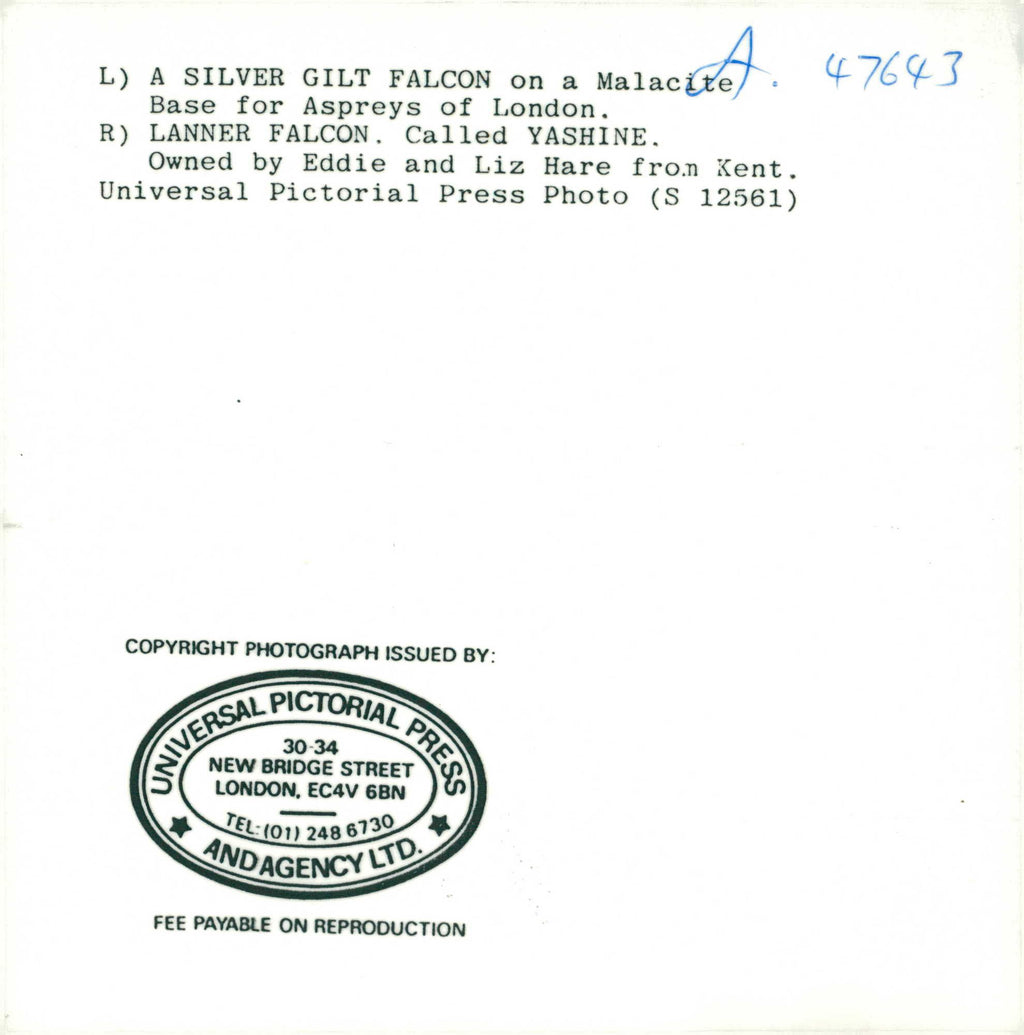 A. 47643
L) A SILVER GILT FALCON on a Malacite
Base for Aspreys of London.
R) LANNER FALCON. Called YASHINE.
Owned by Eddie and Liz Hare from Kent.
Universal Pictorial Press Photo (S 12561)
COPYRIGHT PHOTOGRAPH ISSUED BY:
UNIVERSAL PICTORIAL PRESS
30-34
NEW BRIDGE STREET
LONDON, EC4V 6BN
TEL: (01) 248 6730
AND AGENCY LTD.
FEE PAYABLE ON REPRODUCTION